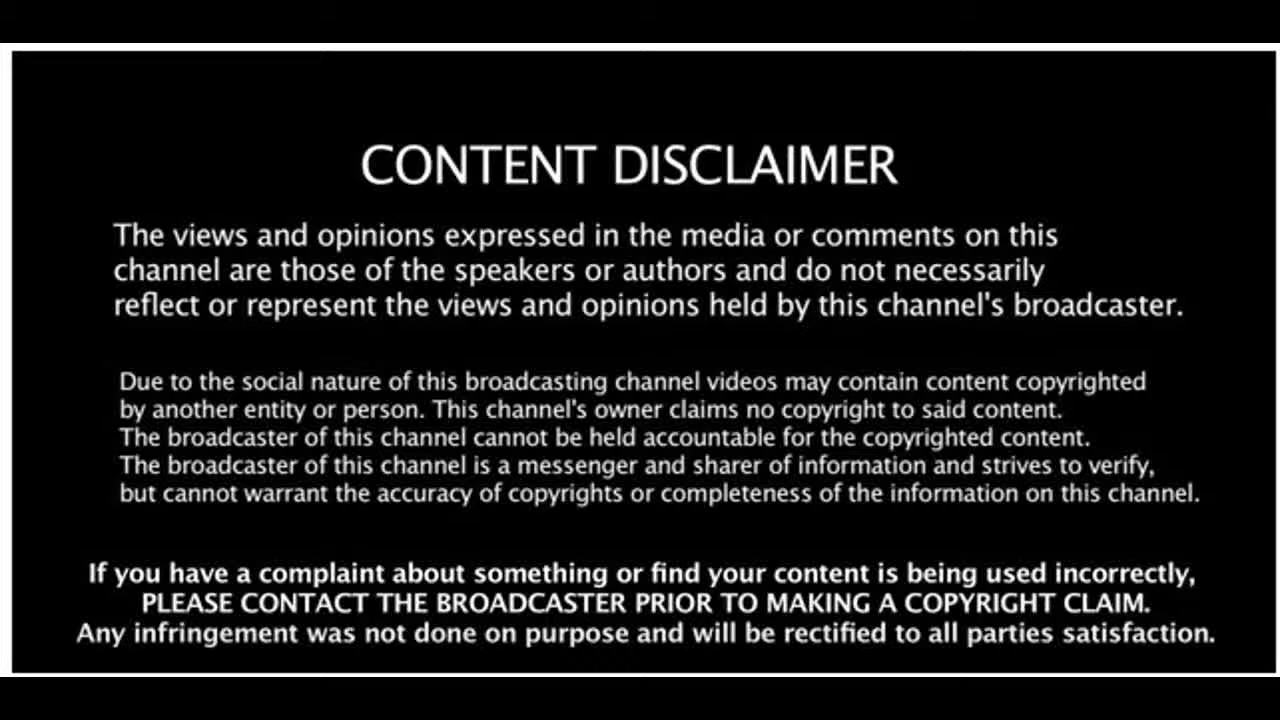 CONTENT DISCLAIMER
The views and opinions expressed in the media or comments on this
channel are those of the speakers or authors and do not necessarily
reflect or represent the views and opinions held by this channel's broadcaster.
Due to the social nature of this broadcasting channel videos may contain content copyrighted
by another entity or person. This channel's owner claims no copyright to said content.
The broadcaster of this channel cannot be held accountable for the copyrighted content.
The broadcaster of this channel is a messenger and sharer of information and strives to verify,
but cannot warrant the accuracy of copyrights or completeness of the information on this channel.
If you have a complaint about something or find your content is being used incorrectly,
PLEASE CONTACT THE BROADCASTER PRIOR TO MAKING A COPYRIGHT CLAIM.
Any infringement was not done on purpose and will be rectified to all parties satisfaction.